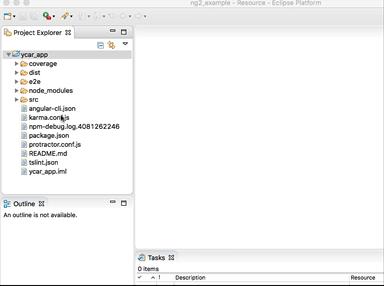 ng2_example - Resource - Eclipse Platform
Project Explorer
ycar_app
coverage
dist
e2e
node_modules
src
angular-cli.json
karma.conf.js
npm-debug.log.4081262246
package.json
protractor.conf.js
README.md
tslint.json
ycar_app.iml
Outline
An outline is not available.
Tasks
0 items
! Description Resource